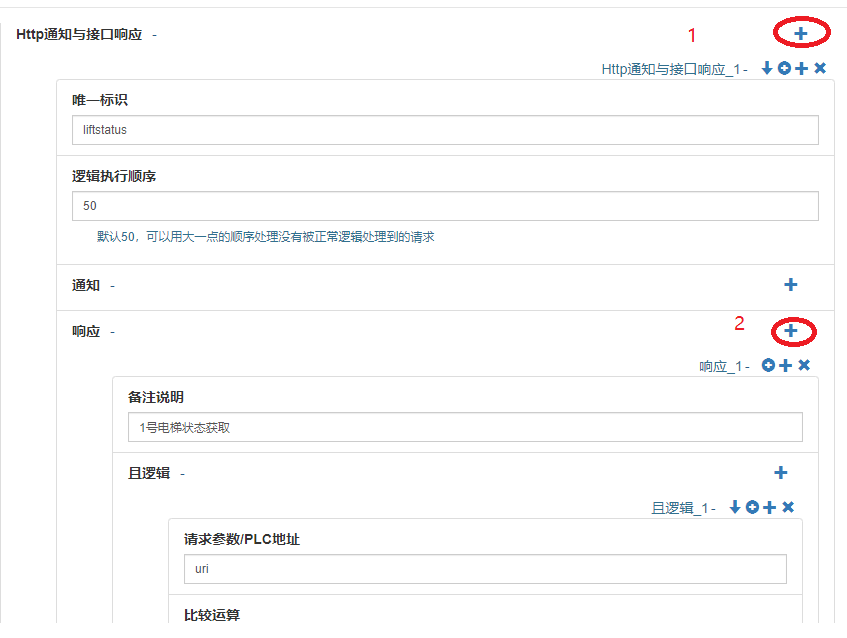 Http通知与接口响应 -
1
Http通知与接口响应_1 -
唯一标识
liftstatus
逻辑执行顺序
50
默认50，可以用大一点的顺序处理没有被正常逻辑处理到的请求
通知 -
响应 -
2
响应_1 -
备注说明
1号电梯状态获取
且逻辑 -
且逻辑_1 -
请求参数/PLC地址
uri
比较运算